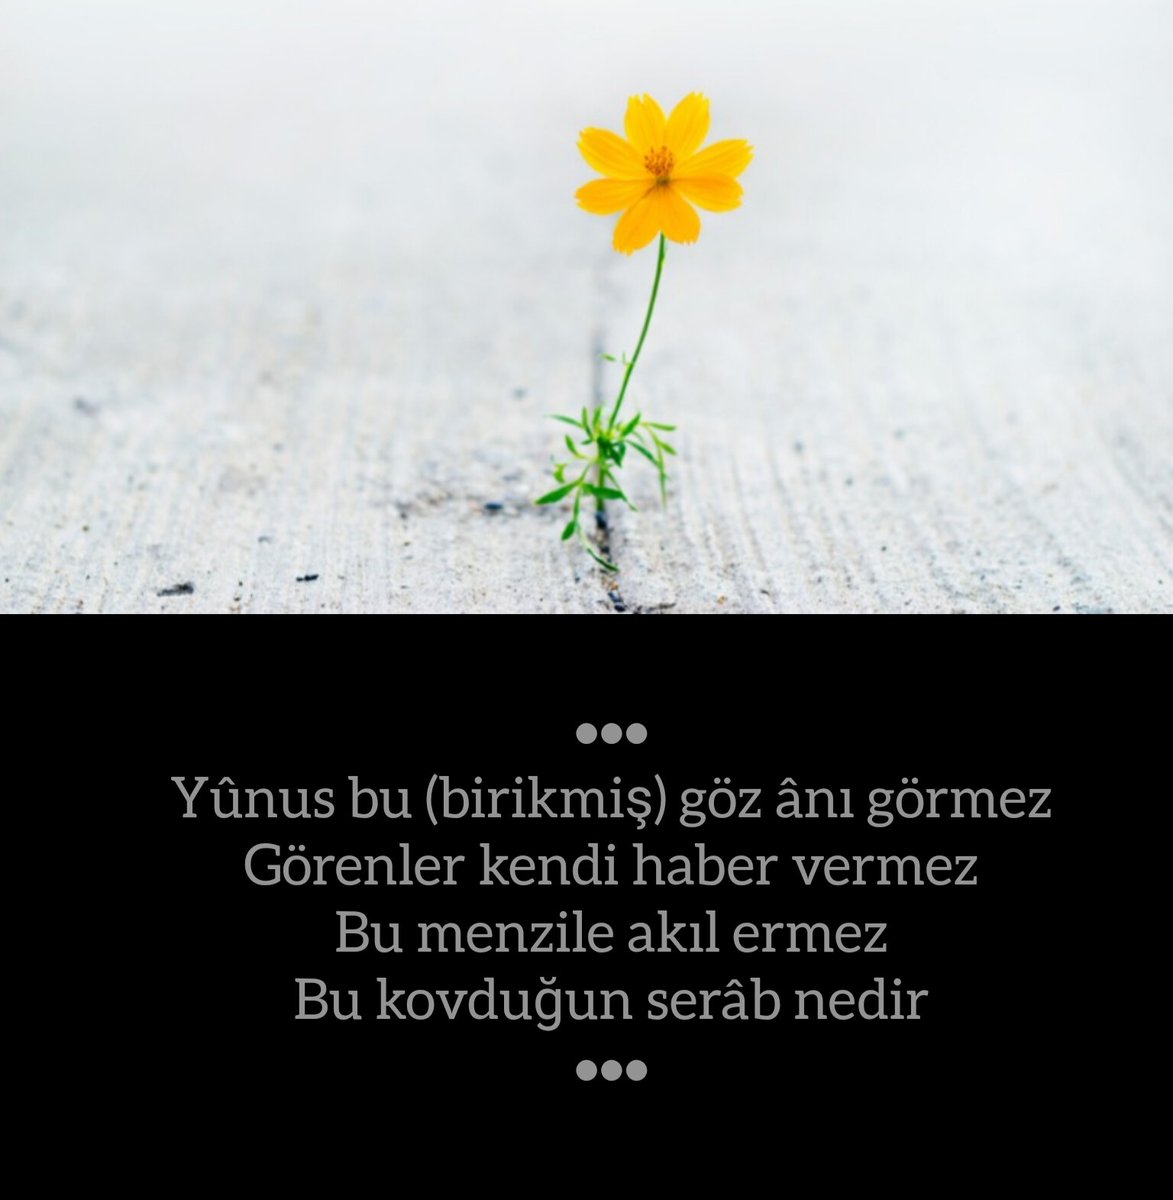 •••
Yûnus bu (birikmiş) göz ânı görmez
Görenler kendi haber vermez
Bu menzile akıl ermez
Bu kovduğun serâb nedir
•••